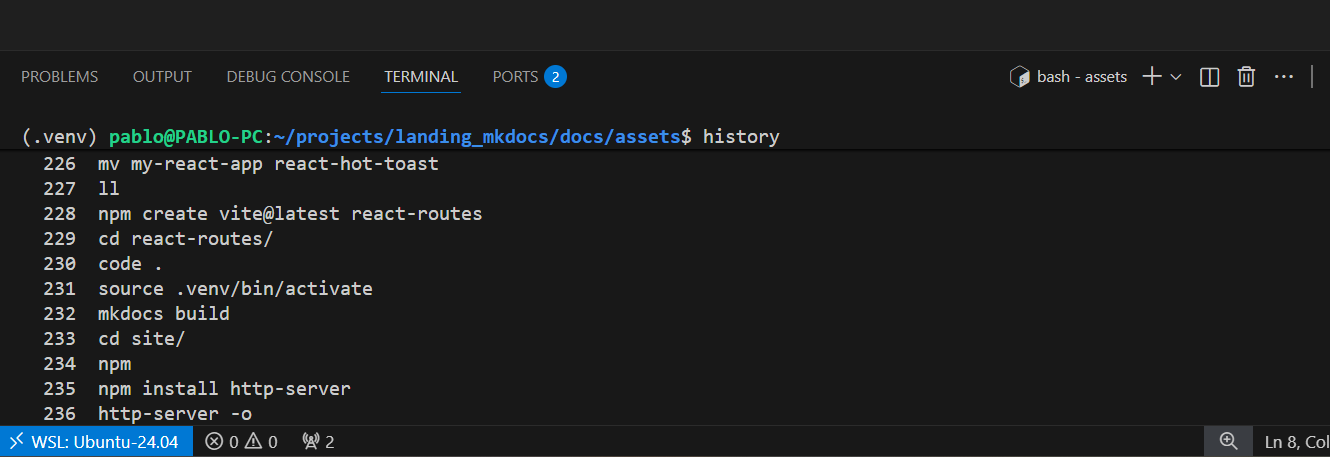 PROBLEMS OUTPUT DEBUG CONSOLE TERMINAL PORTS 2 bash - assets
(.venv) pablo@PABLO-PC:~/projects/landing_mkdocs/docs/assets$ history
226 mv my-react-app react-hot-toast
227 ll
228 npm create vite@latest react-routes
229 cd react-routes/
230 code .
231 source .venv/bin/activate
232 mkdocs build
233 cd site/
234 npm
235 npm install http-server
236 http-server -o
WSL: Ubuntu-24.04 0 0 2 Ln 8, Col